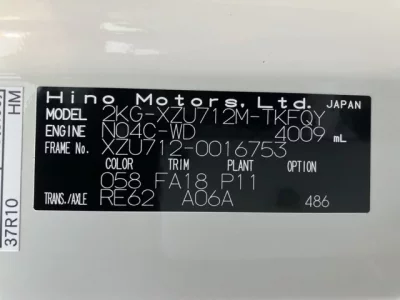 Hino Motors, Ltd. JAPAN
MODEL 2KG-XZU712M-TKFQY
ENGINE N04C-WD 4009 mL
FRAME No. XZU712-0016753
COLOR TRIM PLANT OPTION
058 FA18 P11
TRANS./AXLE RE62 A06A 486
37R10 HM